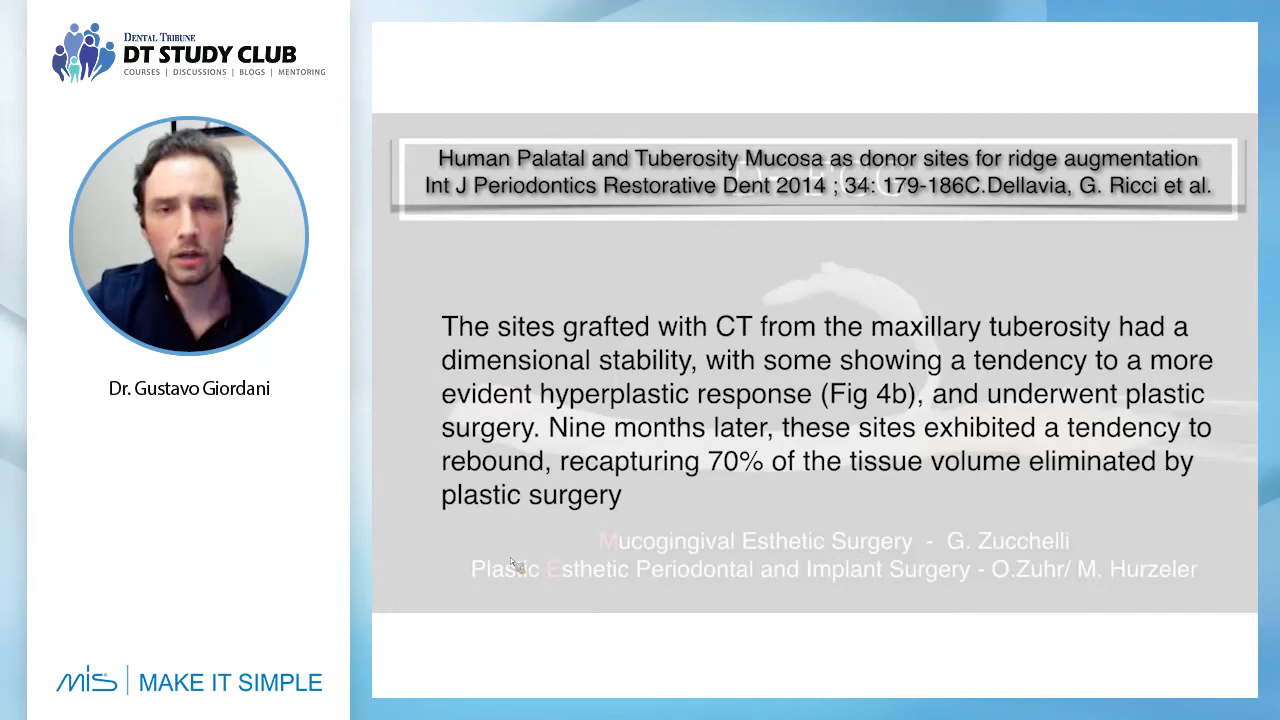 DENTAL TRIBUNE
DT STUDY CLUB
COURSES | DISCUSSIONS | BLOGS | MENTORING
Dr. Gustavo Giordani
mis | MAKE IT SIMPLE
Human Palatal and Tuberosity Mucosa as donor sites for ridge augmentation
Int J Periodontics Restorative Dent 2014 ; 34: 179-186C.Dellavia, G. Ricci et al.
The sites grafted with CT from the maxillary tuberosity had a
dimensional stability, with some showing a tendency to a more
evident hyperplastic response (Fig 4b), and underwent plastic
surgery. Nine months later, these sites exhibited a tendency to
rebound, recapturing 70% of the tissue volume eliminated by
plastic surgery
Mucogingival Esthetic Surgery - G. Zucchelli
Plastic Esthetic Periodontal and Implant Surgery - O.Zuhr/ M. Hurzeler